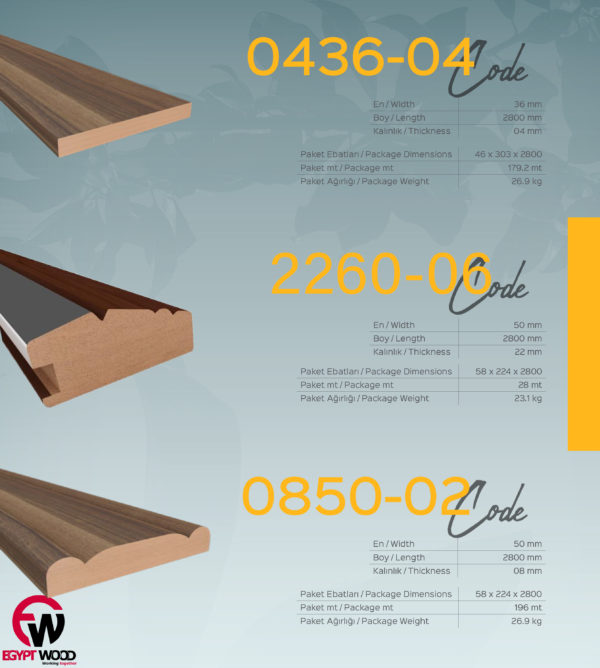 0436-04
Code
En / Width 36 mm
Boy / Length 2800 mm
Kalınlık / Thickness 04 mm
Paket Ebatları / Package Dimensions 46 x 303 x 2800
Paket mt / Package mt 179.2 mt
Paket Ağırlığı / Package Weight 26.9 kg
2260-06
Code
En / Width 50 mm
Boy / Length 2800 mm
Kalınlık / Thickness 22 mm
Paket Ebatları / Package Dimensions 58 x 224 x 2800
Paket mt / Package mt 28 mt
Paket Ağırlığı / Package Weight 23.1 kg
0850-02
Code
En / Width 50 mm
Boy / Length 2800 mm
Kalınlık / Thickness 08 mm
Paket Ebatları / Package Dimensions 58 x 224 x 2800
Paket mt / Package mt 196 mt
Paket Ağırlığı / Package Weight 26.9 kg
EW
EGYPT WOOD
Working together